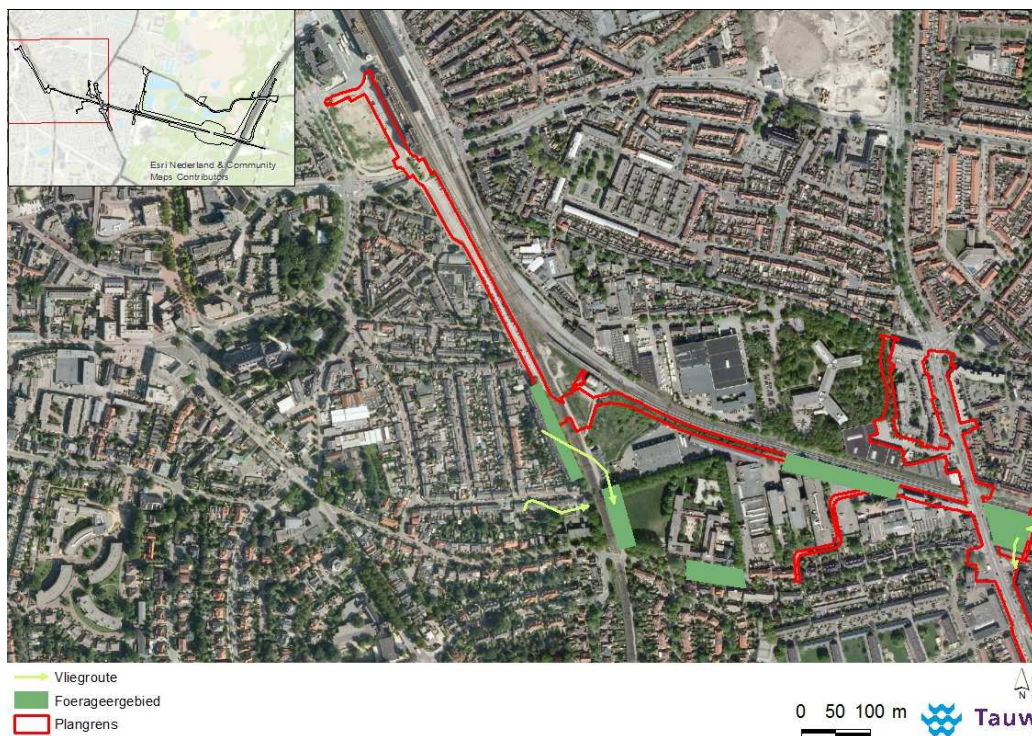 Esri Nederland & Community
Maps Contributors
Vliegroute
Foerageergebied
Plangrens
N
0 50 100 m
Tauw